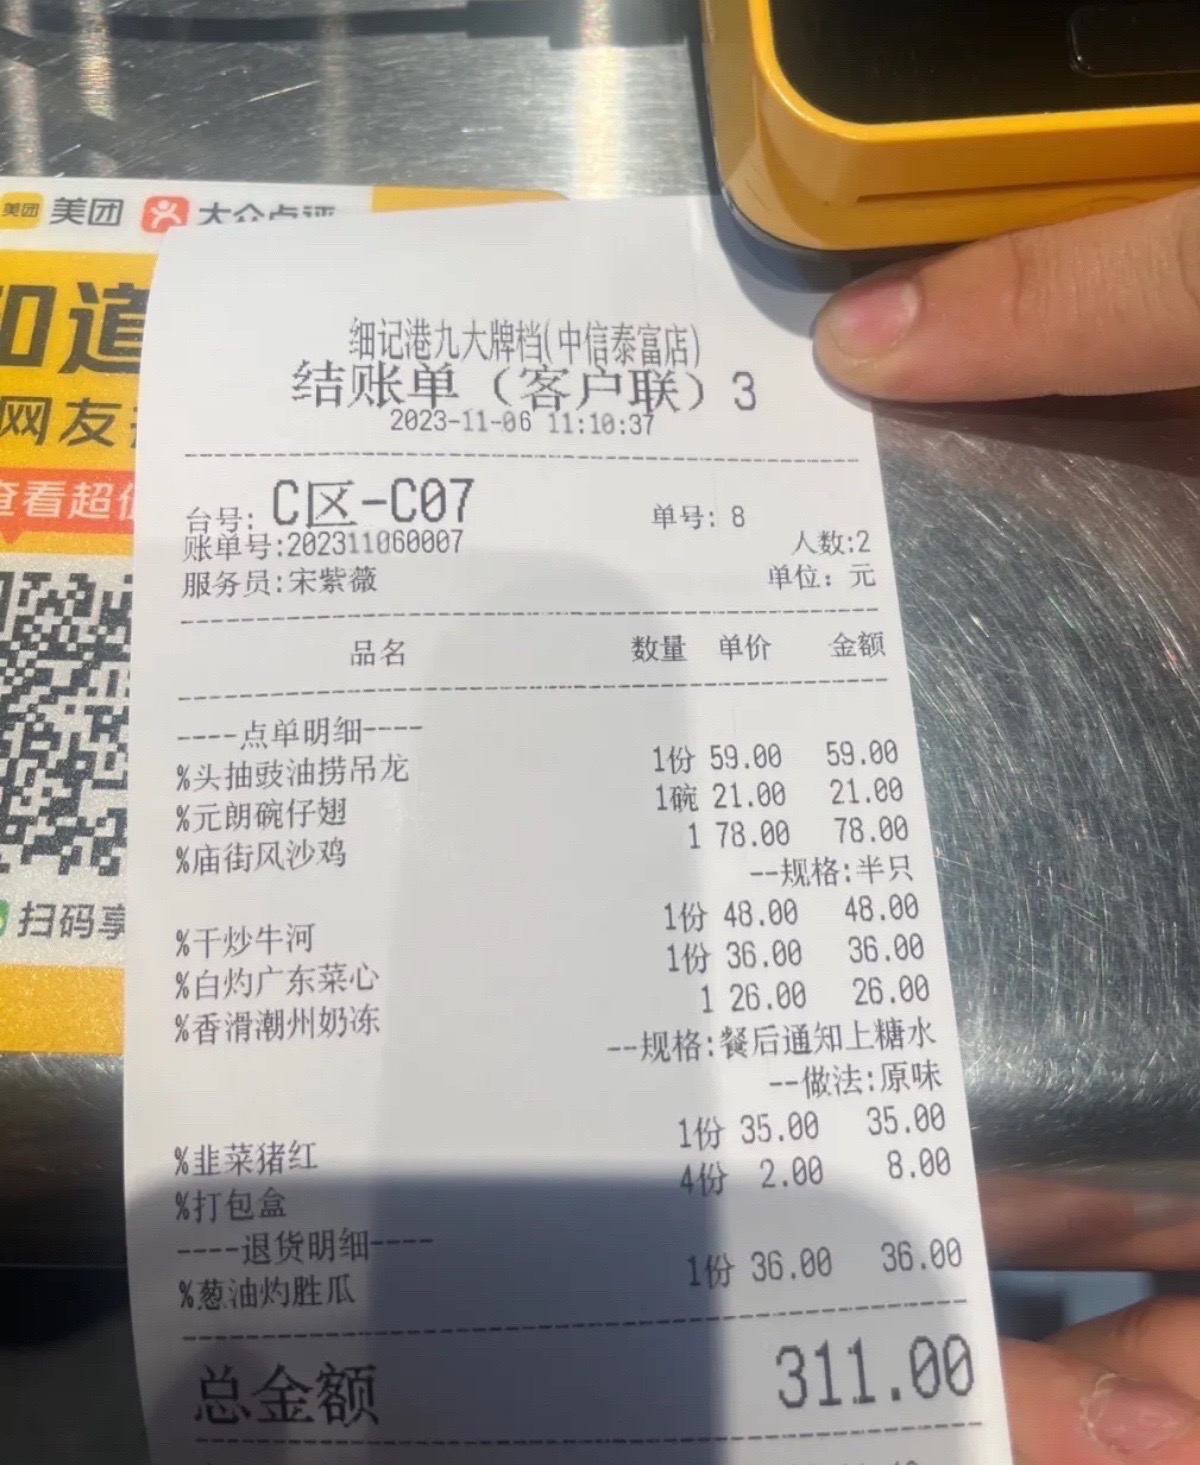 美团 美团 大众点评
知道
网友
查看超值
扫码享
细记港九大牌档(中信泰富店)
结账单（客户联）3
2023-11-06 11:10:37
台号: C区-C07 单号: 8
账单号:202311060007 人数:2
服务员:宋紫薇 单位: 元
品名 数量 单价 金额
----点单明细----
%头抽豉油捞吊龙 1份 59.00 59.00
%元朗碗仔翅 1碗 21.00 21.00
%庙街风沙鸡 1 78.00 78.00
--规格:半只
%干炒牛河 1份 48.00 48.00
%白灼广东菜心 1份 36.00 36.00
%香滑潮州奶冻 1 26.00 26.00
--规格:餐后通知上糖水
--做法:原味
%韭菜猪红 1份 35.00 35.00
%打包盒 4份 2.00 8.00
----退货明细----
%葱油灼胜瓜 1份 36.00 36.00
总金额 311.00